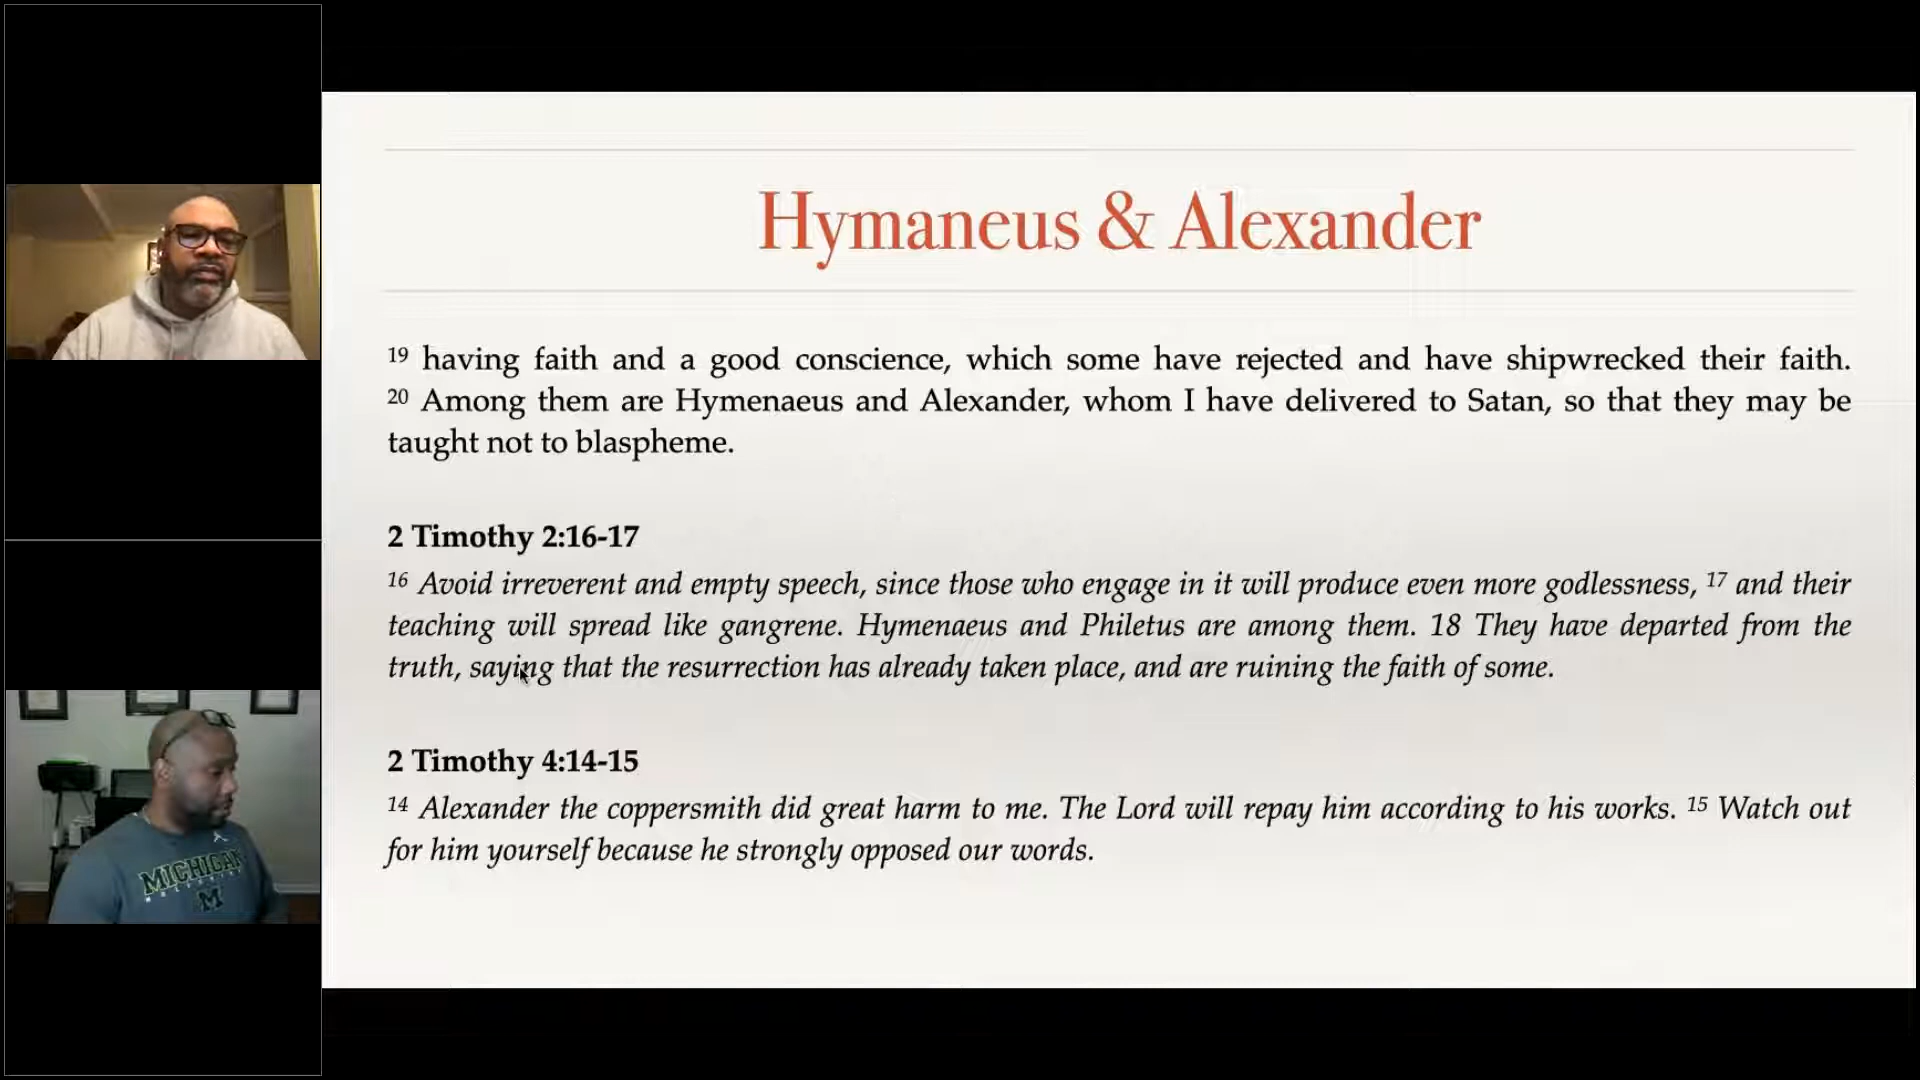 Hymaneus & Alexander
19 having faith and a good conscience, which some have rejected and have shipwrecked their faith.
20 Among them are Hymenaeus and Alexander, whom I have delivered to Satan, so that they may be
taught not to blaspheme.
2 Timothy 2:16-17
16 Avoid irreverent and empty speech, since those who engage in it will produce even more godlessness, 17 and their
teaching will spread like gangrene. Hymenaeus and Philetus are among them. 18 They have departed from the
truth, saying that the resurrection has already taken place, and are ruining the faith of some.
2 Timothy 4:14-15
14 Alexander the coppersmith did great harm to me. The Lord will repay him according to his works. 15 Watch out
for him yourself because he strongly opposed our words.
MICHIGAN
M